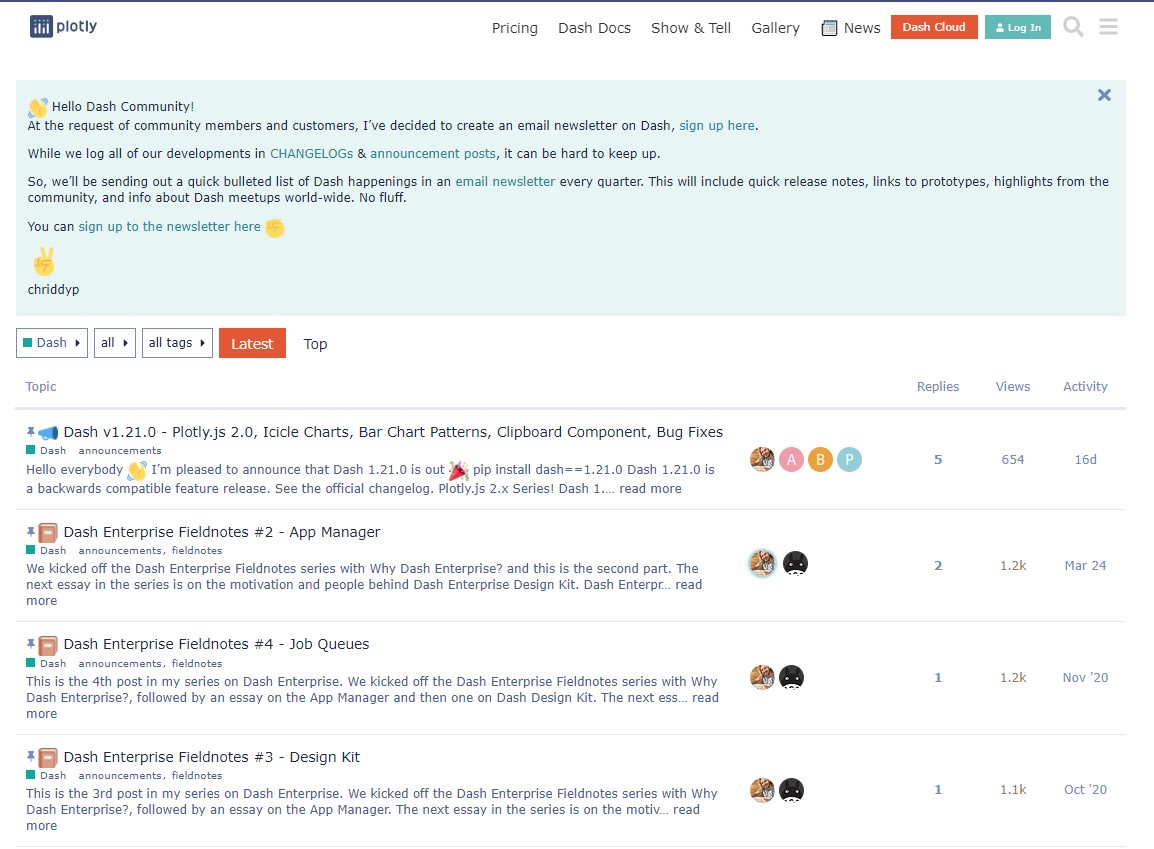 plotly
Pricing Dash Docs Show & Tell Gallery News Dash Cloud Log In
Hello Dash Community!
At the request of community members and customers, I’ve decided to create an email newsletter on Dash, sign up here.
While we log all of our developments in CHANGELOGs & announcement posts, it can be hard to keep up.
So, we’ll be sending out a quick bulleted list of Dash happenings in an email newsletter every quarter. This will include quick release notes, links to prototypes, highlights from the
community, and info about Dash meetups world-wide. No fluff.
You can sign up to the newsletter here
chriddyp
Dash all all tags Latest Top
Topic Replies Views Activity
Dash v1.21.0 - Plotly.js 2.0, Icicle Charts, Bar Chart Patterns, Clipboard Component, Bug Fixes
Dash announcements
Hello everybody I’m pleased to announce that Dash 1.21.0 is out pip install dash==1.21.0 Dash 1.21.0 is
a backwards compatible feature release. See the official changelog. Plotly.js 2.x Series! Dash 1.… read more
A B P 5 654 16d
Dash Enterprise Fieldnotes #2 - App Manager
Dash announcements, fieldnotes
We kicked off the Dash Enterprise Fieldnotes series with Why Dash Enterprise? and this is the second part. The
next essay in the series is on the motivation and people behind Dash Enterprise Design Kit. Dash Enterpr… read
more
2 1.2k Mar 24
Dash Enterprise Fieldnotes #4 - Job Queues
Dash announcements, fieldnotes
This is the 4th post in my series on Dash Enterprise. We kicked off the Dash Enterprise Fieldnotes series with Why
Dash Enterprise?, followed by an essay on the App Manager and then one on Dash Design Kit. The next ess… read
more
1 1.2k Nov '20
Dash Enterprise Fieldnotes #3 - Design Kit
Dash announcements, fieldnotes
This is the 3rd post in my series on Dash Enterprise. We kicked off the Dash Enterprise Fieldnotes series with Why
Dash Enterprise?, followed by an essay on the App Manager. The next essay in the series is on the motiv… read
more
1 1.1k Oct '20